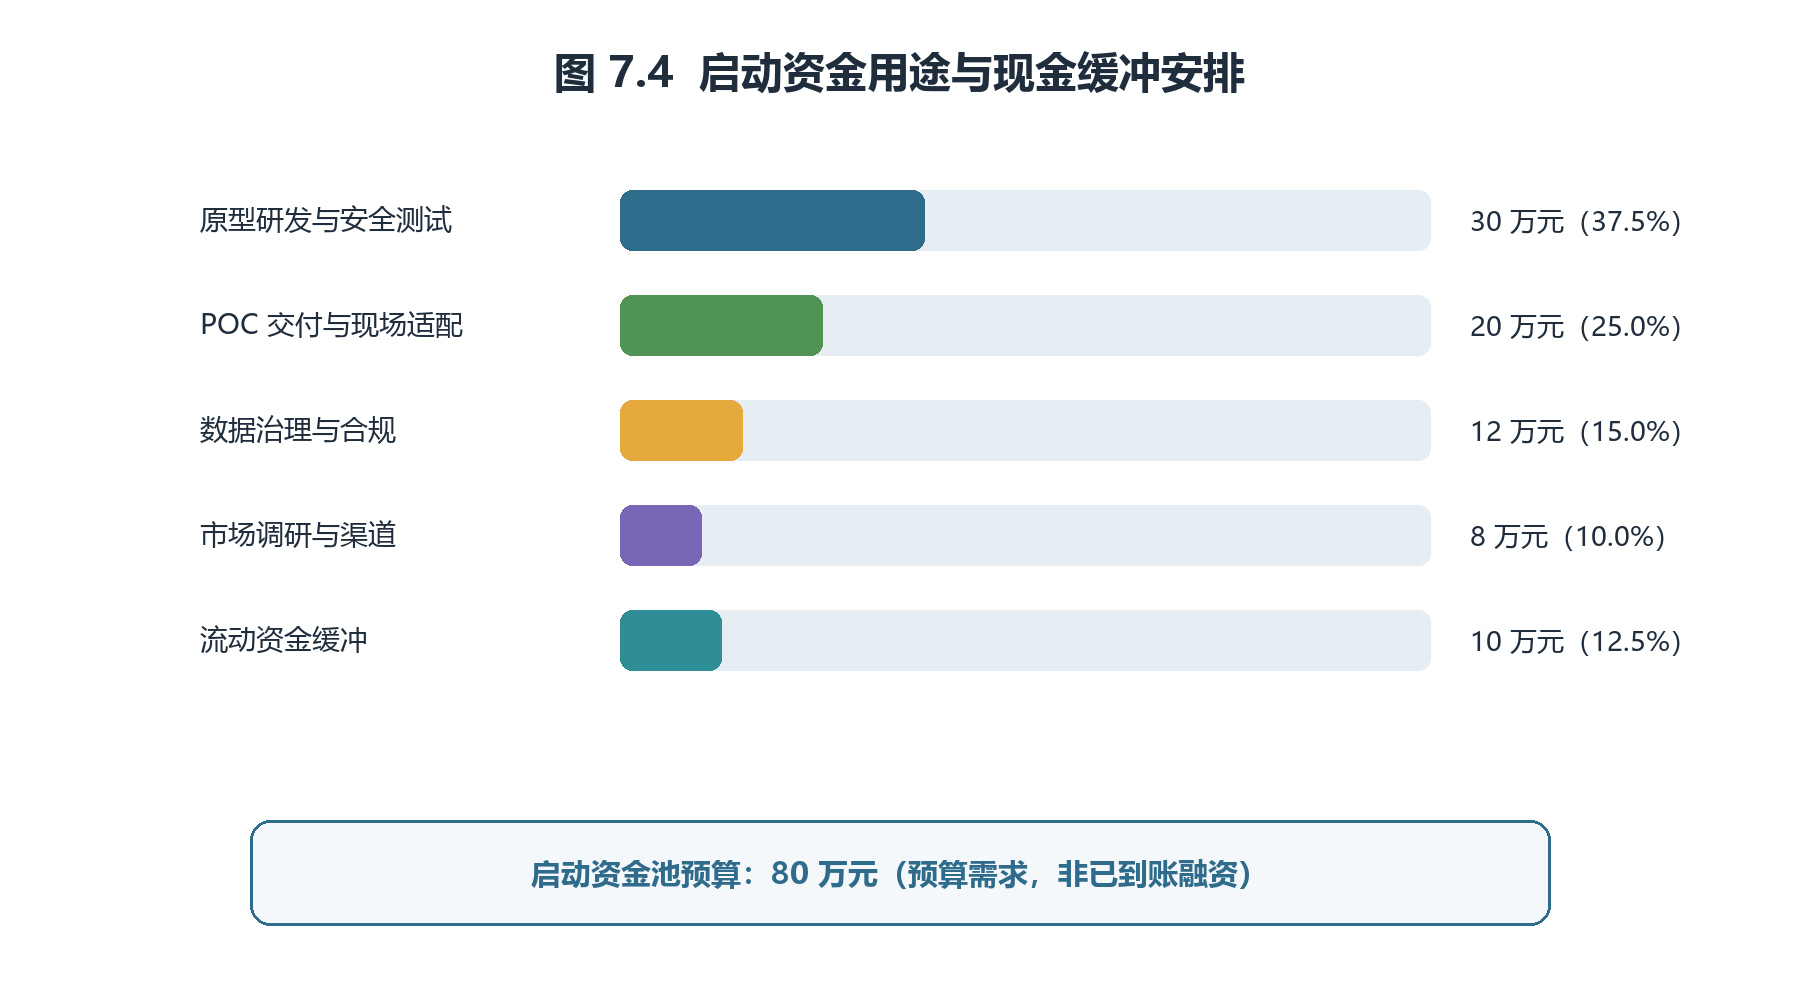 图 7.4 启动资金用途与现金缓冲安排
原型研发与安全测试 30 万元（37.5%）
POC 交付与现场适配 20 万元（25.0%）
数据治理与合规 12 万元（15.0%）
市场调研与渠道 8 万元（10.0%）
流动资金缓冲 10 万元（12.5%）
启动资金池预算：80 万元（预算需求，非已到账融资）